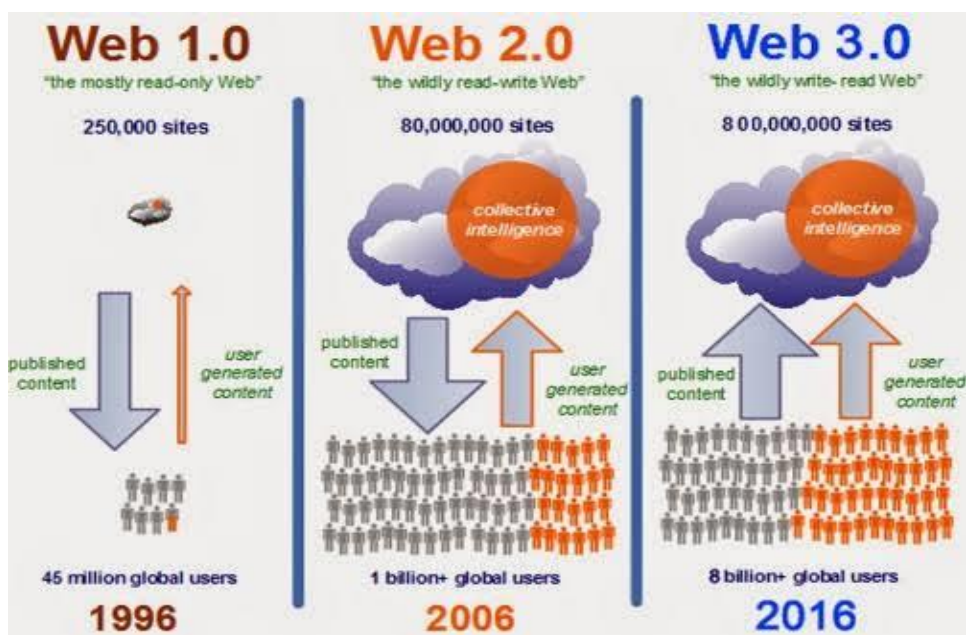 Web 1.0
"the mostly read-only Web"
250,000 sites
published
content
user
generated
content
45 million global users
1996
Web 2.0
"the wildly read-write Web"
80,000,000 sites
collective
intelligence
published
content
user
generated
content
1 billion+ global users
2006
Web 3.0
"the wildly write- read Web"
800,000,000 sites
collective
intelligence
published
content
user
generated
content
8 billion+ global users
2016